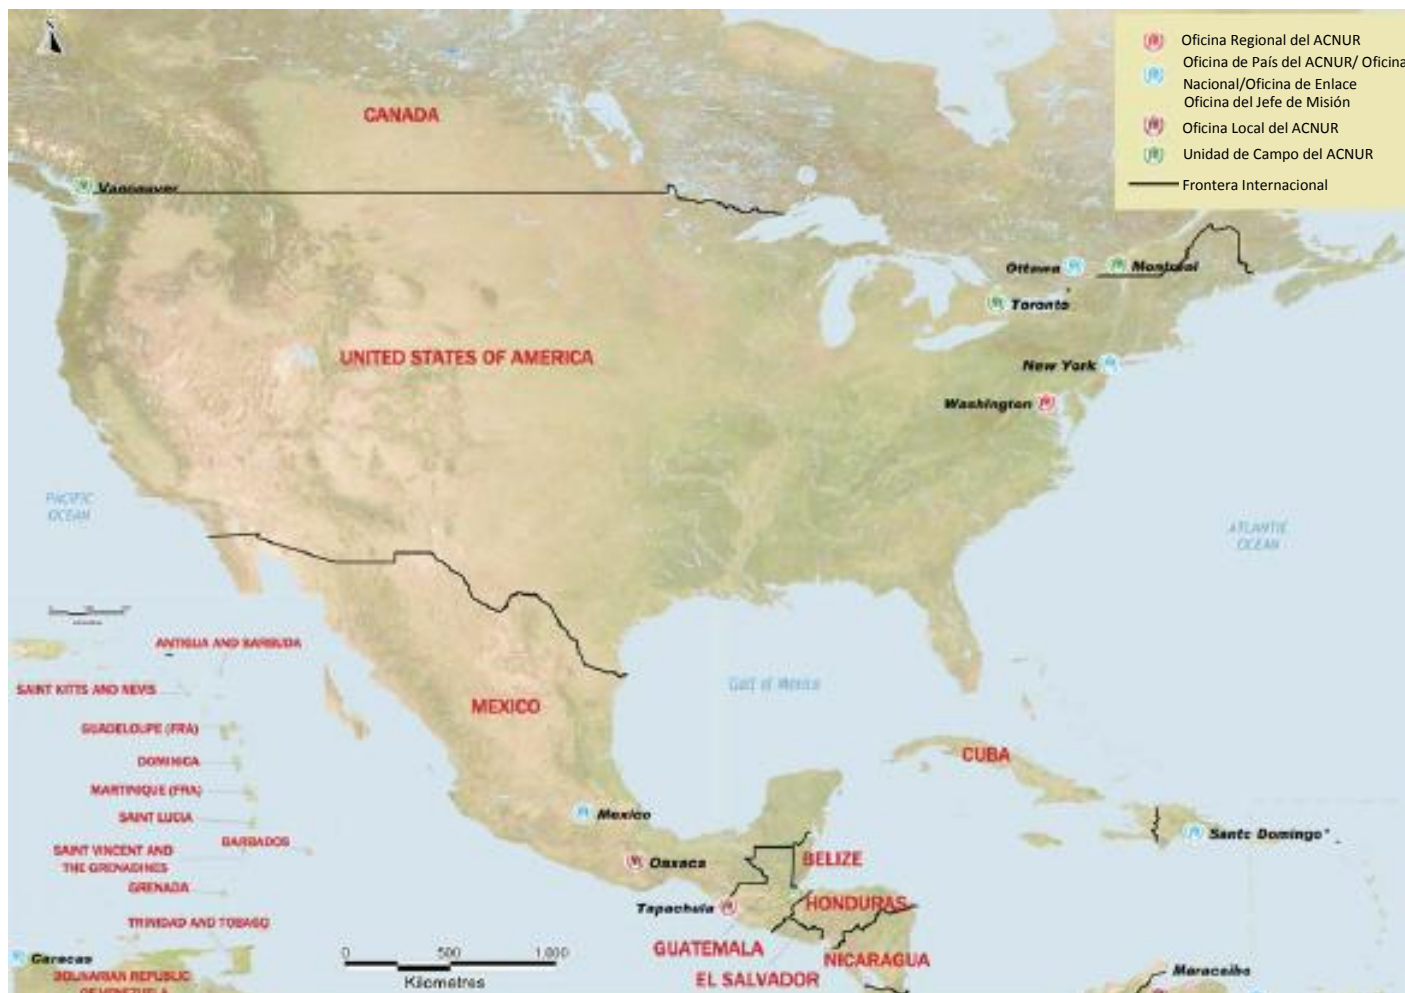 Oficina Regional del ACNUR
Oficina de País del ACNUR/ Oficina
Nacional/Oficina de Enlace
Oficina del Jefe de Misión
Oficina Local del ACNUR
Unidad de Campo del ACNUR
Frontera Internacional
CANADA
Vancouver
Ottawa
Montreal
Toronto
UNITED STATES OF AMERICA
New York
Washington
PACIFIC
OCEAN
ATLANTIC
OCEAN
ANTIGUA AND BARBUDA
SAINT KITTS AND NEVIS
Gulf of Mexico
MEXICO
GUADELOUPE (FRA)
CUBA
DOMINICA
MARTINIQUE (FRA)
SAINT LUCIA
Mexico
Santo Domingo*
BARBADOS
SAINT VINCENT AND
THE GRENADINES
Oaxaca
BELIZE
GRENADA
Tapachula
HONDURAS
TRINIDAD AND TOBAGO
GUATEMALA
NICARAGUA
EL SALVADOR
0 500 1,000
Kilometres
Caracas
BOLIVARIAN REPUBLIC
OF VENEZUELA
Maracaibo